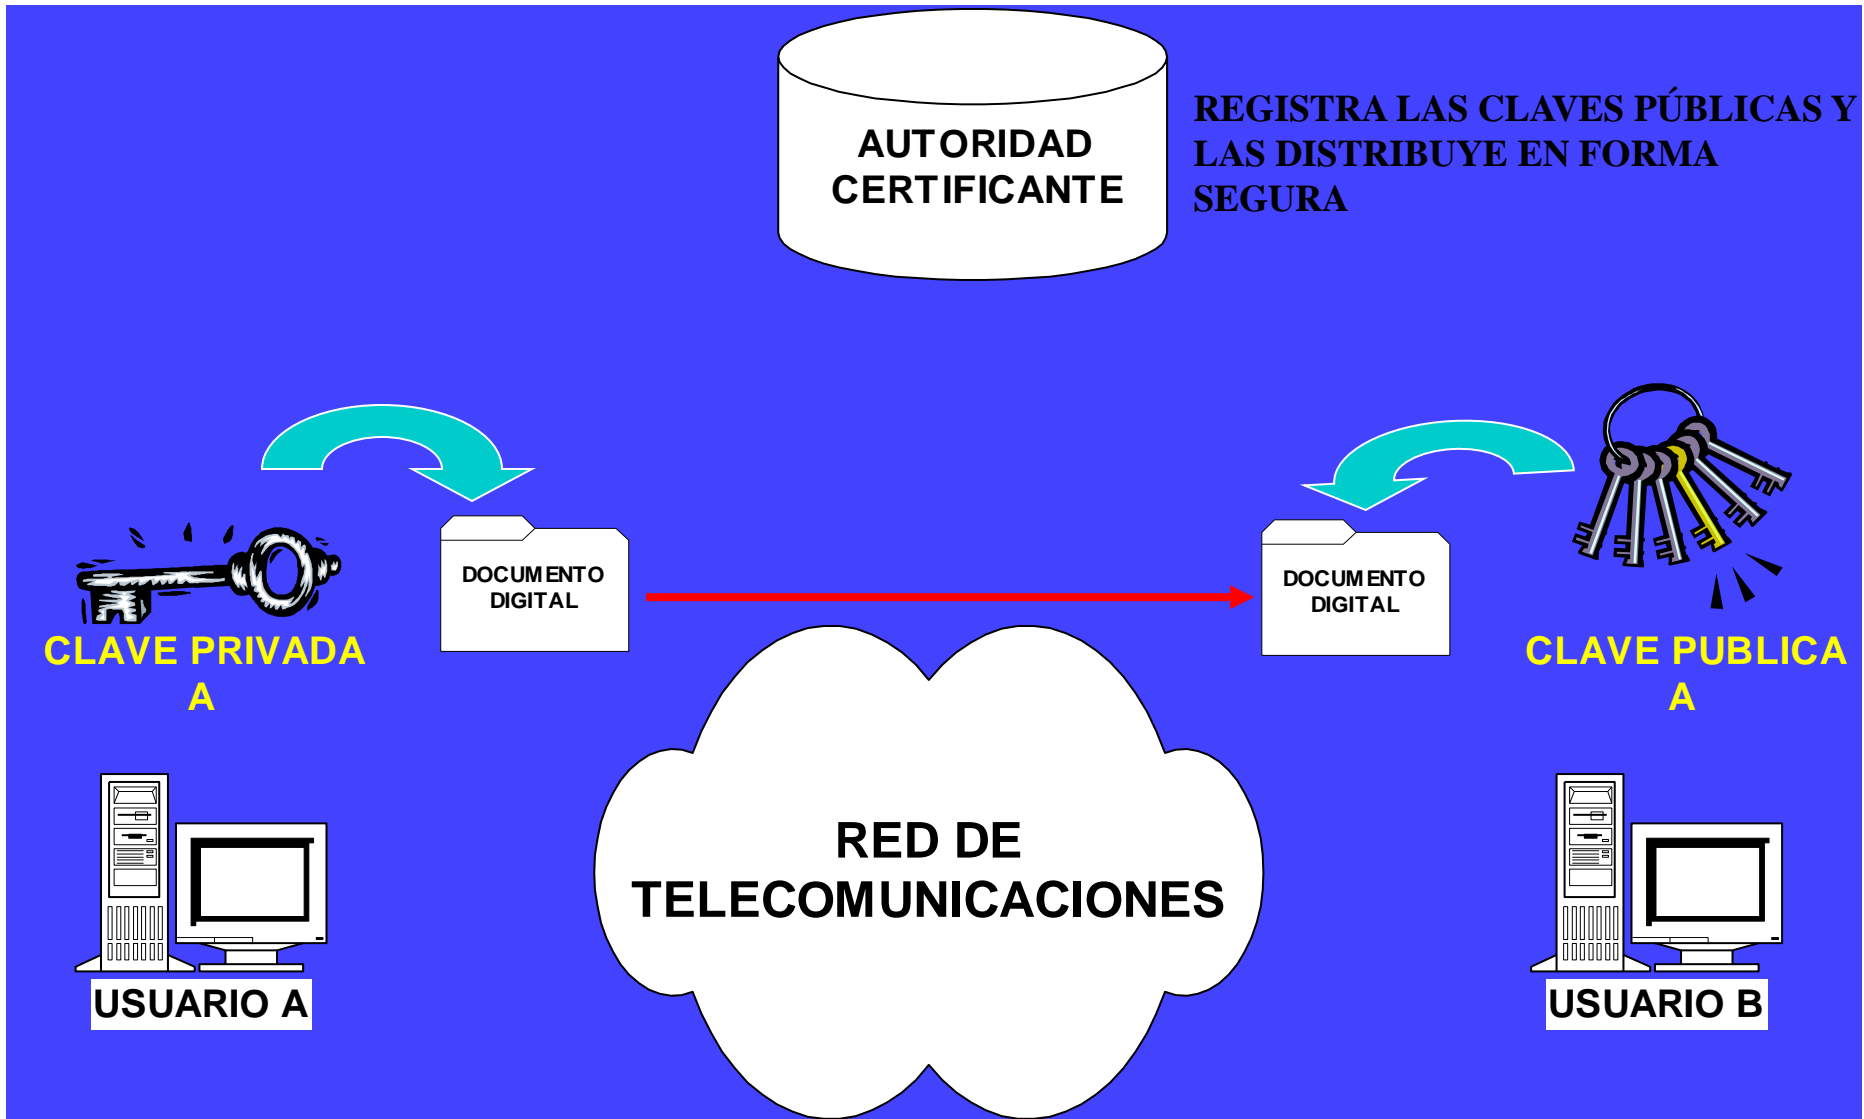 AUTORIDAD
CERTIFICANTE
REGISTRA LAS CLAVES PÚBLICAS Y
LAS DISTRIBUYE EN FORMA
SEGURA
DOCUMENTO
DIGITAL
DOCUMENTO
DIGITAL
CLAVE PRIVADA
A
CLAVE PUBLICA
A
RED DE
TELECOMUNICACIONES
USUARIO A
USUARIO B